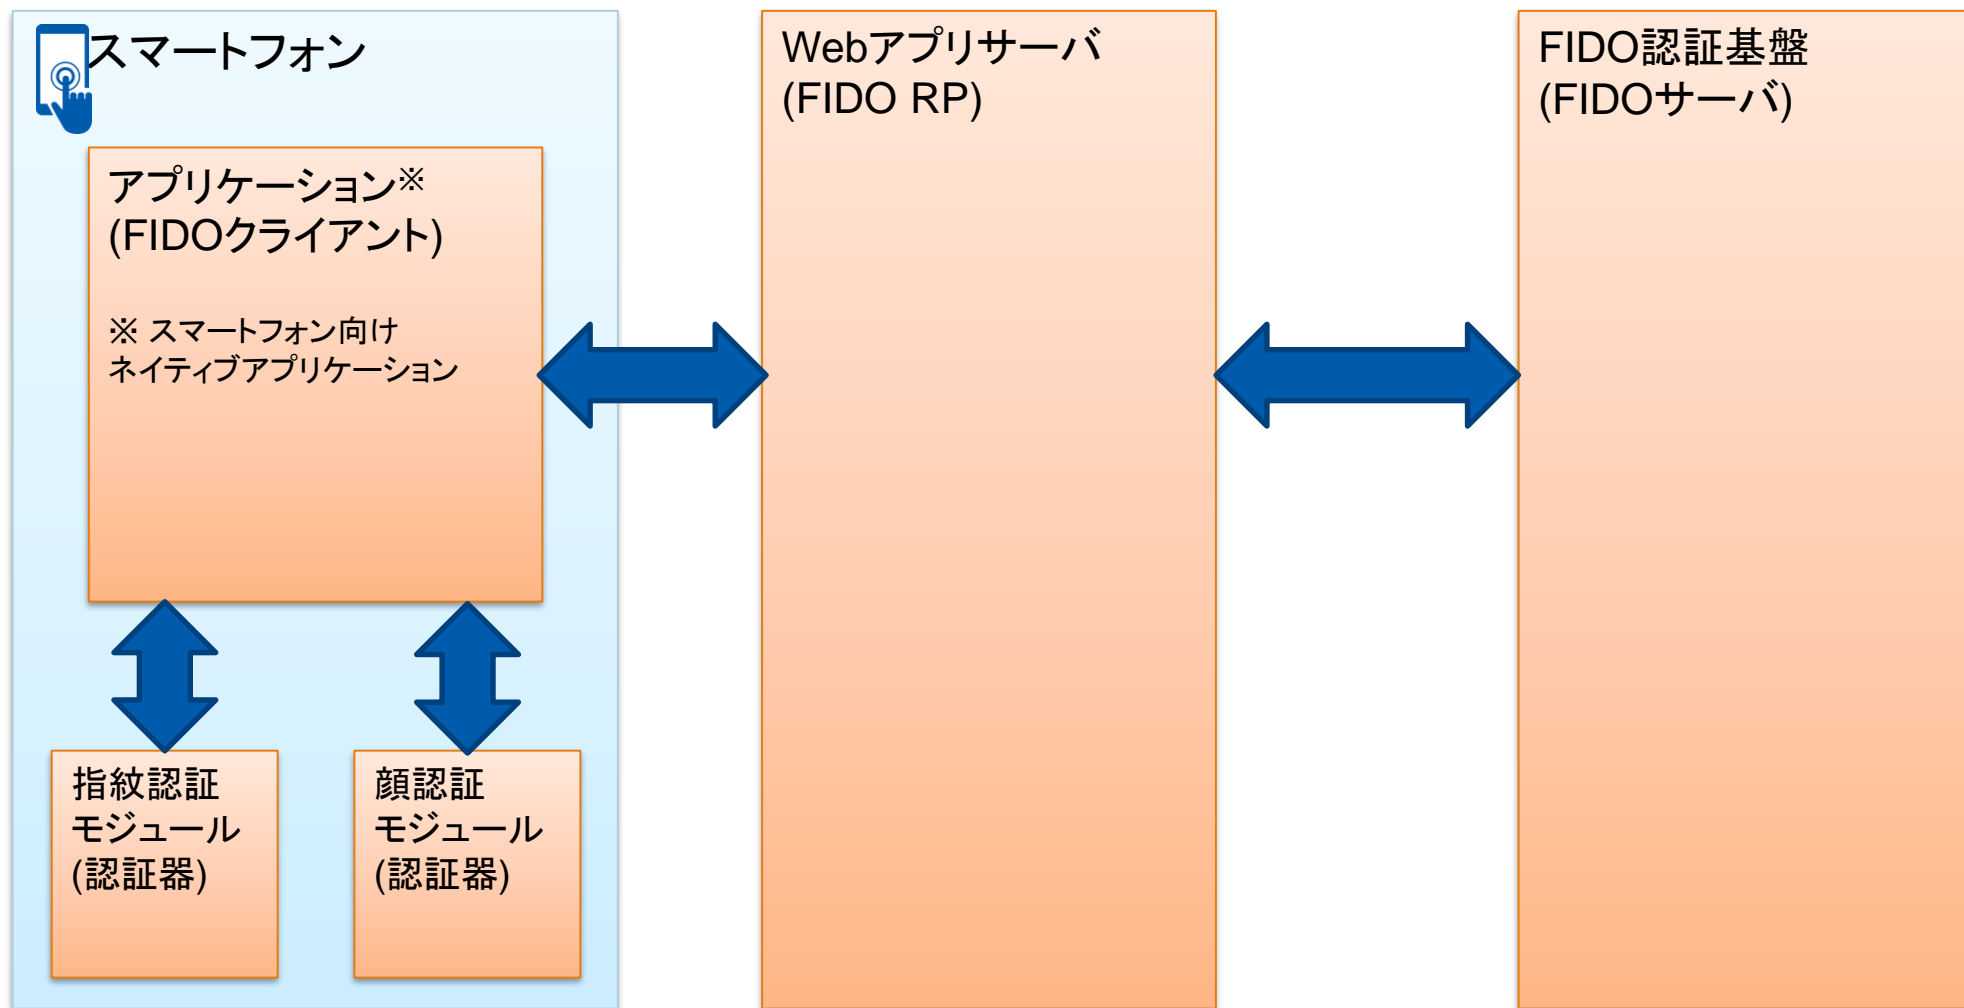 スマートフォン
アプリケーション※
(FIDOクライアント)
※ スマートフォン向け
ネイティブアプリケーション
指紋認証
モジュール
(認証器)
顔認証
モジュール
(認証器)
Webアプリサーバ
(FIDO RP)
FIDO認証基盤
(FIDOサーバ)